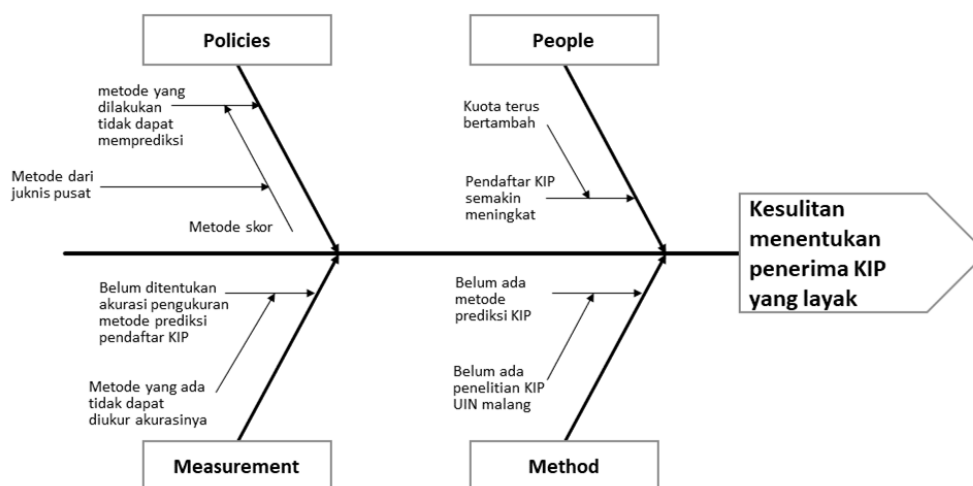 Policies
People
metode yang
dilakukan
tidak dapat
memprediksi
Kuota terus
bertambah
Metode dari
juknis pusat
Pendaftar KIP
semakin
meningkat
Metode skor
Kesulitan
menentukan
penerima KIP
yang layak
Belum ditentukan
akurasi pengukuran
metode prediksi
pendaftar KIP
Belum ada
metode
prediksi KIP
Metode yang ada
tidak dapat
diukur akurasinya
Belum ada
penelitian KIP
UIN malang
Measurement
Method